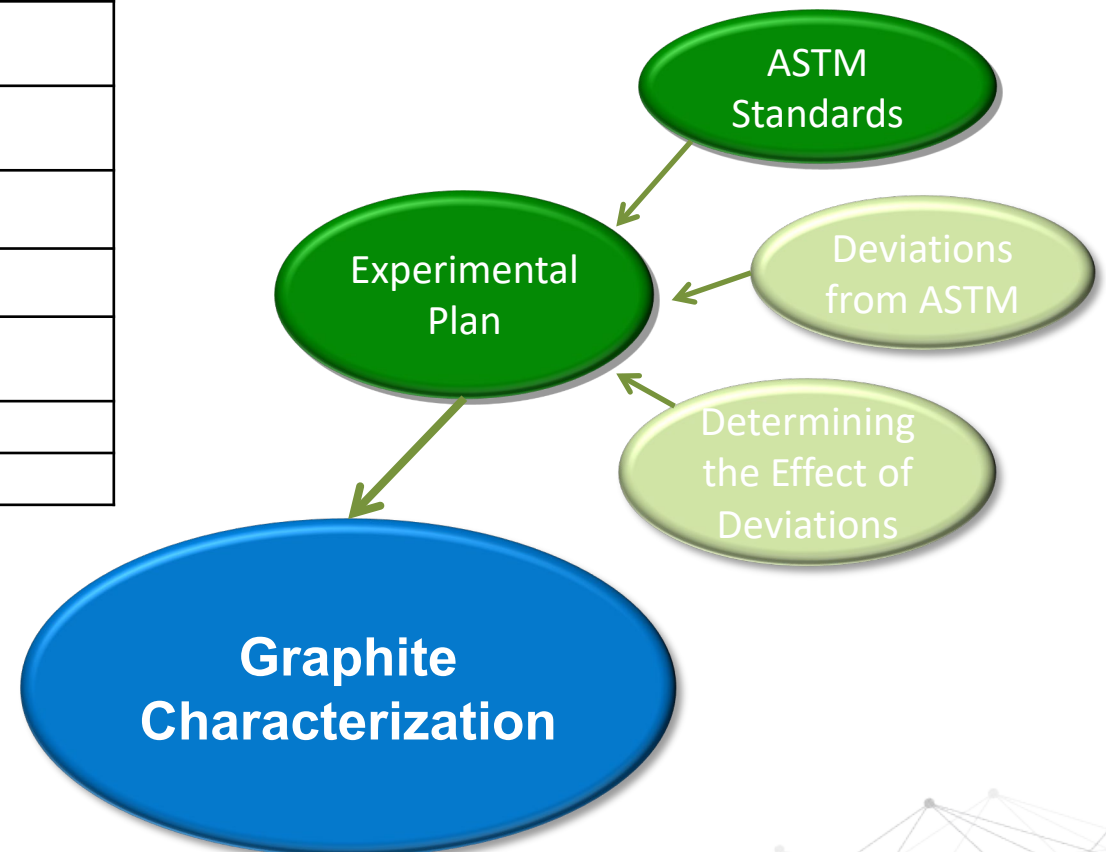 ASTM
Standards
Deviations
from ASTM
Experimental
Plan
Determining
the Effect of
Deviations
Graphite
Characterization